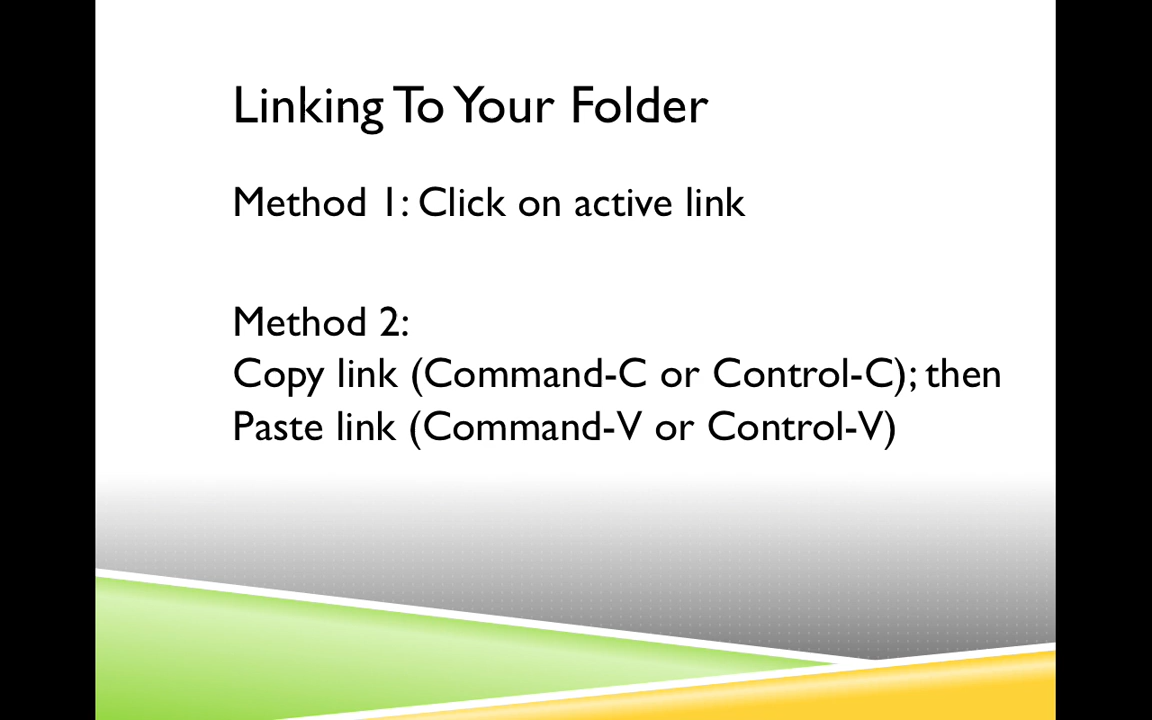 Linking To Your Folder
Method 1: Click on active link
Method 2:
Copy link (Command-C or Control-C); then
Paste link (Command-V or Control-V)